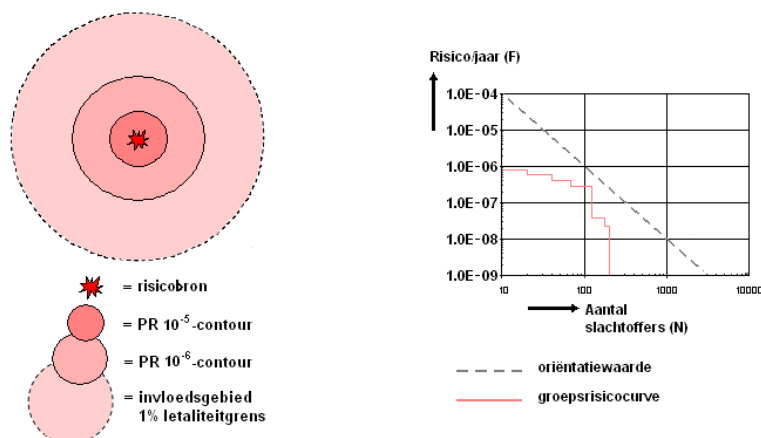 = risicobron
= PR 10⁻⁵-contour
= PR 10⁻⁶-contour
= invloedsgebied
1% letaliteitgrens
Risico/jaar (F)
1.0E-04
1.0E-05
1.0E-06
1.0E-07
1.0E-08
1.0E-09
10
100
1000
10000
Aantal
slachtoffers (N)
oriëntatiewaarde
groepsrisicocurve